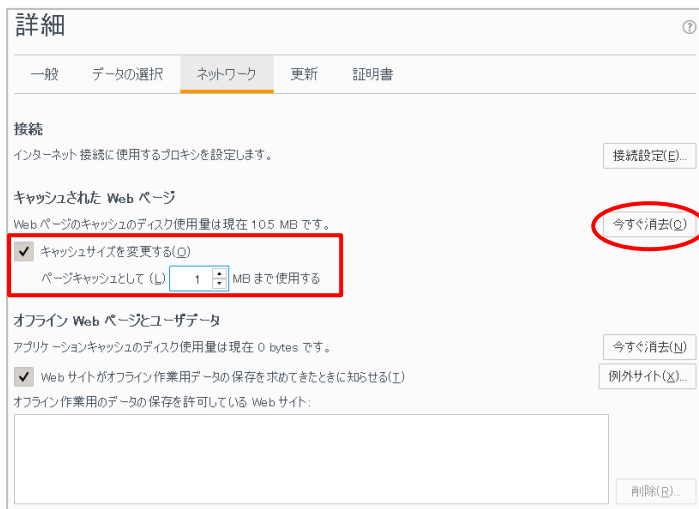 詳細
?
一般 データの選択 ネットワーク 更新 証明書
接続
インターネット接続に使用するプロキシを設定します。 接続設定(E)...
キャッシュされた Web ページ
Webページのキャッシュのディスク使用量は現在 10.5 MB です。 今すぐ消去(C)
キャッシュサイズを変更する(O)
ページキャッシュとして (L) 1 MB まで使用する
オフライン Web ページとユーザデータ
アプリケーションキャッシュのディスク使用量は現在 0 bytes です。 今すぐ消去(N)
Web サイトがオフライン作業用データの保存を求めてきたときに知らせる(T) 例外サイト(X)...
オフライン作業用のデータの保存を許可している Web サイト:
削除(R)...